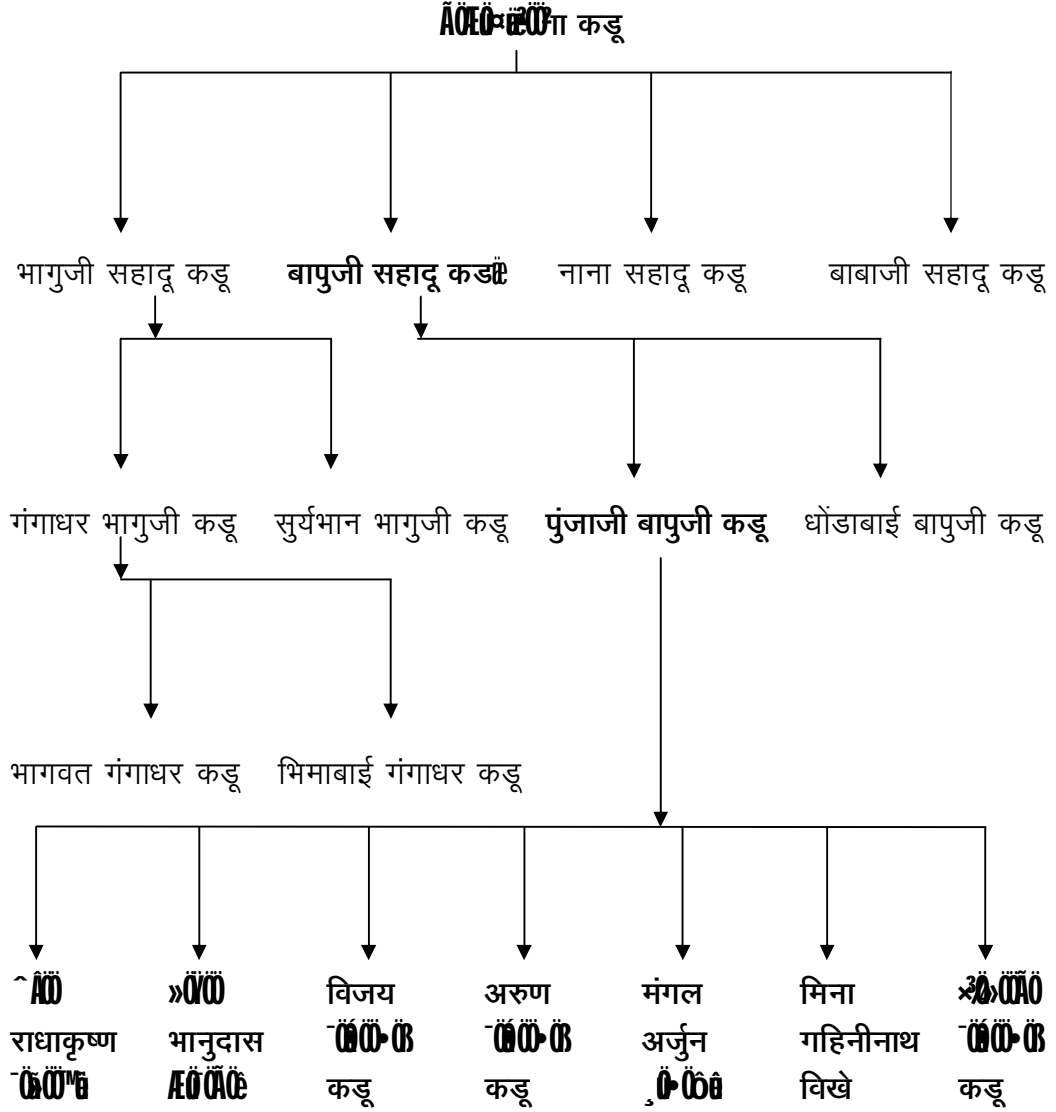 कडू
भागुजी सहादू कडू बापुजी सहादू नाना सहादू कडू बाबाजी सहादू कडू
गंगाधर भागुजी कडू सुर्यभान भागुजी कडू पुंजाजी बापुजी कडू धोंडाबाई बापुजी कडू
भागवत गंगाधर कडू भिमाबाई गंगाधर कडू
विजय अरुण मंगल मिना
राधाकृष्ण भानुदास अर्जुन गहिनीनाथ
कडू कडू विखे कडू